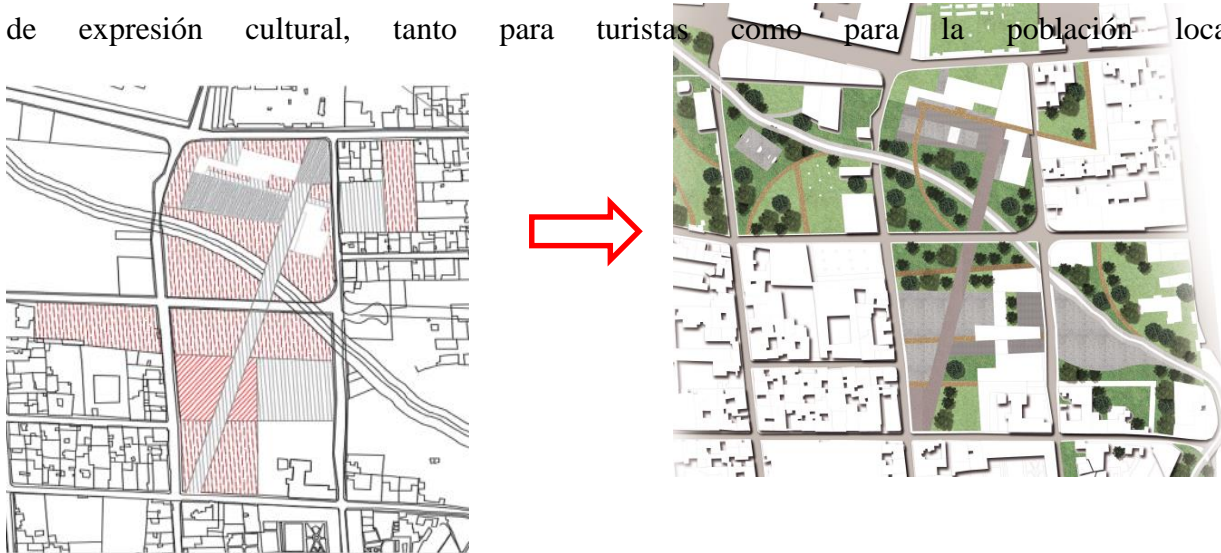 de expresión cultural, tanto para turistas como para la población loca